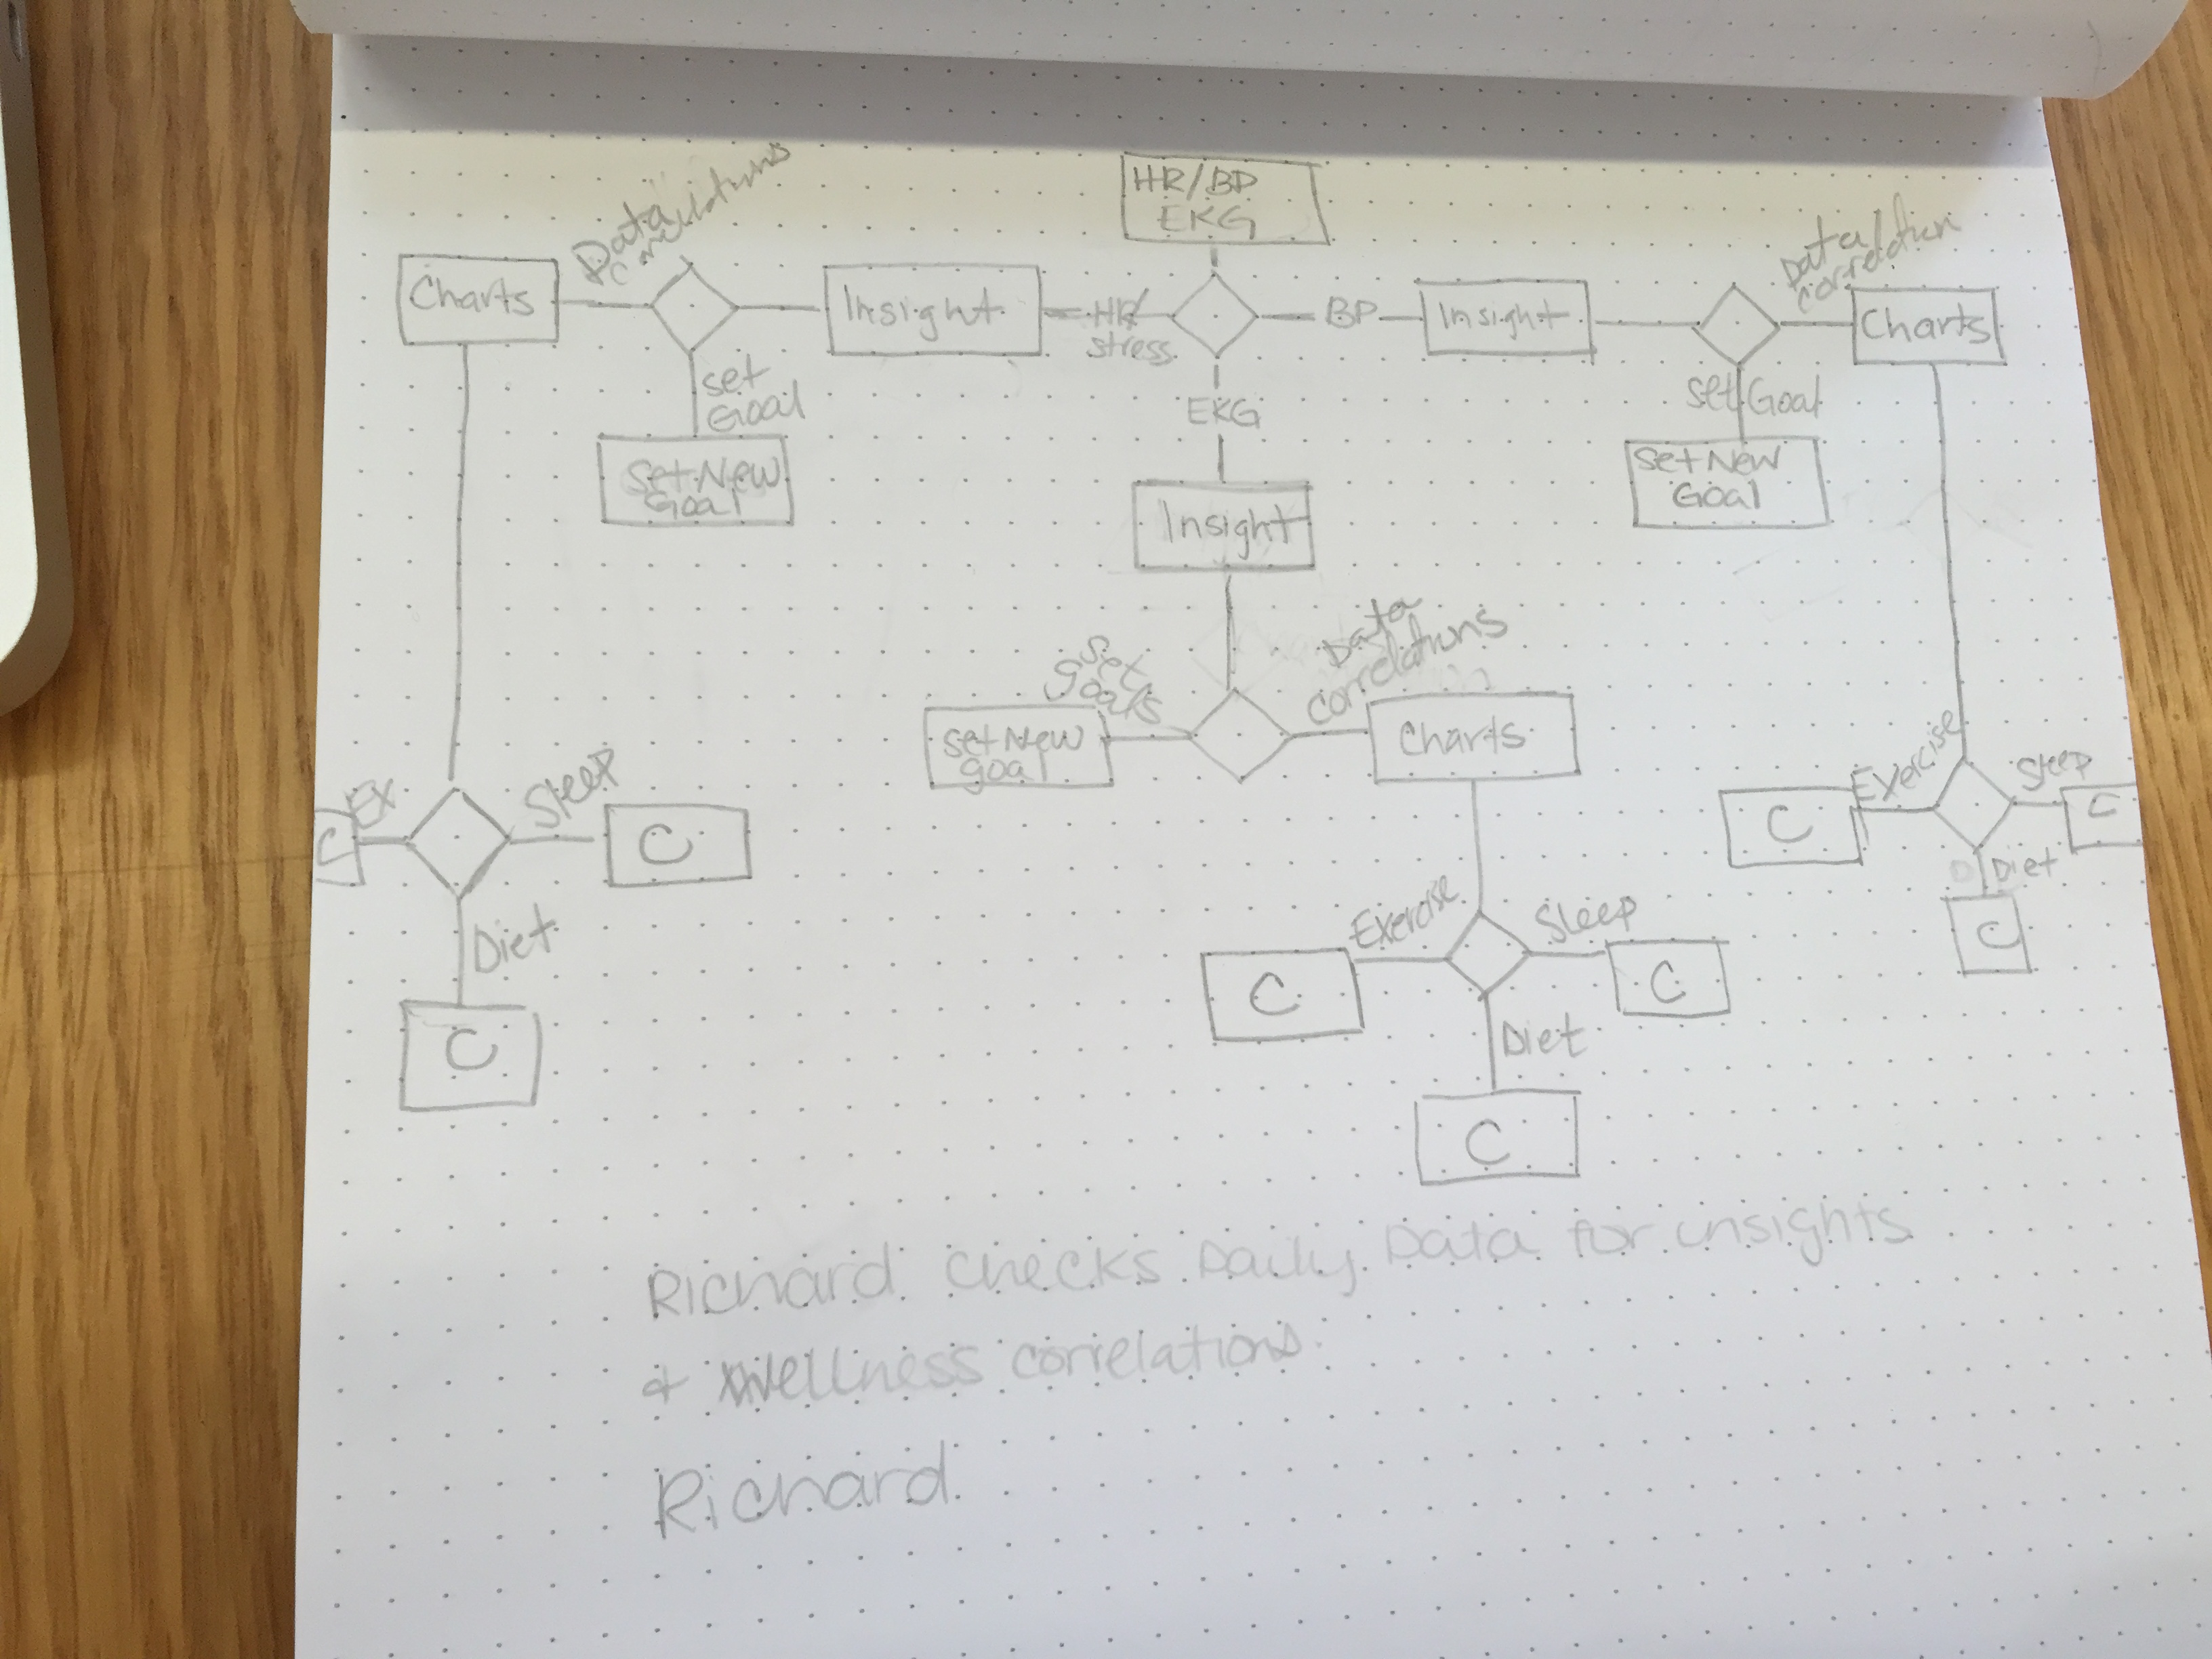 HR/BP
EKG
Data
Charts
Insight
HR/
stress
BP
Insight
Data/
correlation
Charts
set
Goal
Set New
Goal
EKG
set Goal
Set New
Goal
Insight
Set
Goals
Data
correlations
Set New
goal
Charts
Ex
Sleep
C
C
Diet
C
Exercise
Sleep
C
C
Diet
C
Exercise
Sleep
C
C
Diet
C
Richard checks Daily Data for insights
& Wellness correlations.
Richard